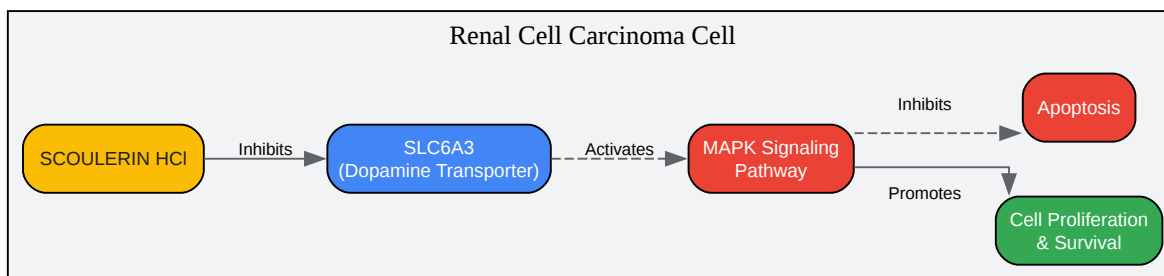 Renal Cell Carcinoma Cell
SCOULERIN HCl
Inhibits
SLC6A3
(Dopamine Transporter)
Activates
MAPK Signaling
Pathway
Inhibits
Apoptosis
Promotes
Cell Proliferation
& Survival